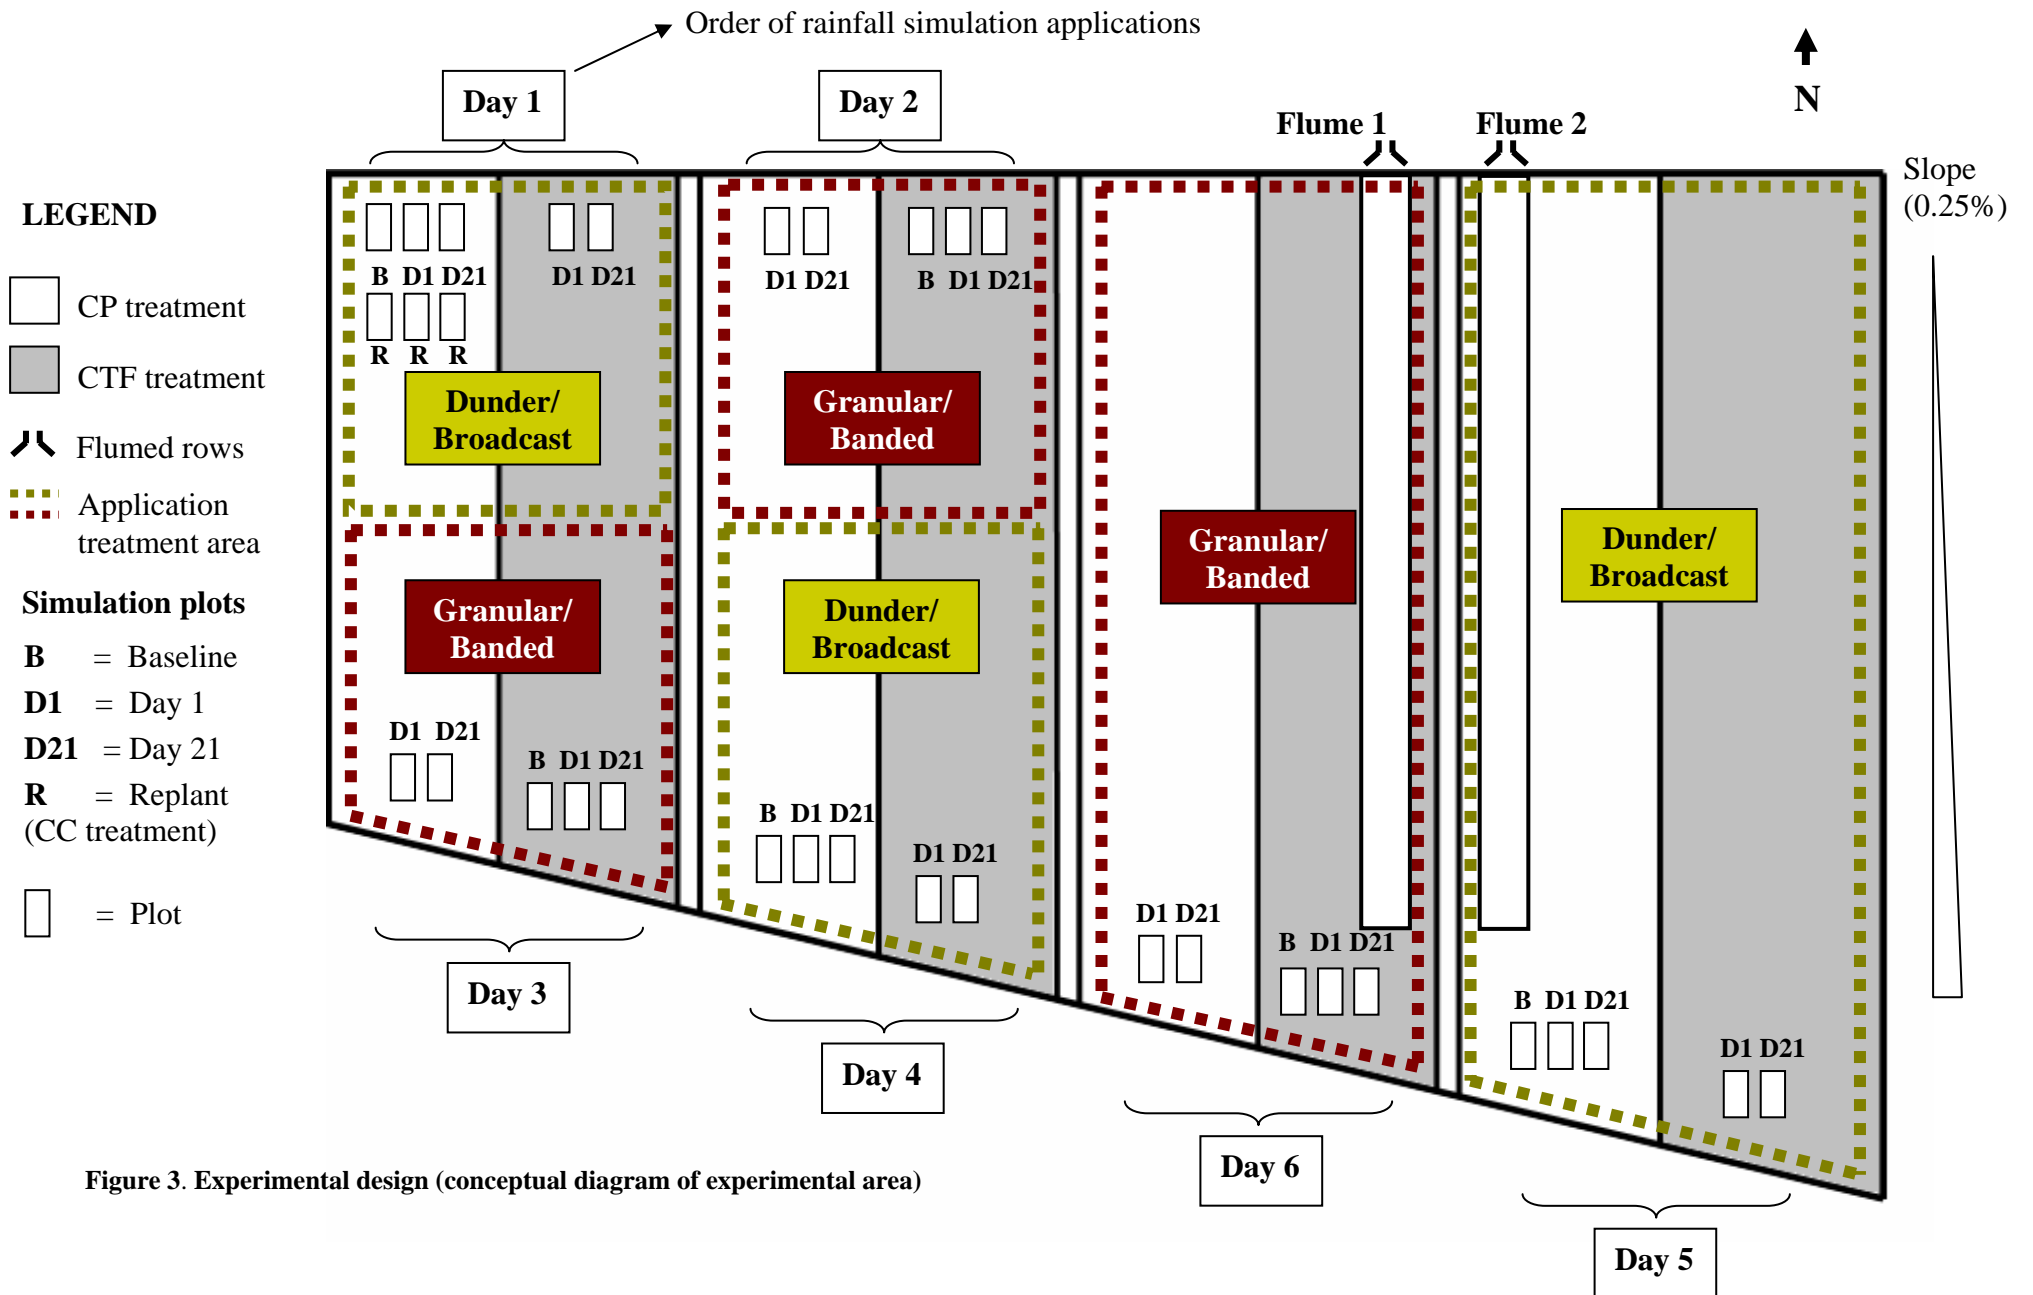 Order of rainfall simulation applications
N
Day 1
Day 2
Flume 1
Flume 2
Slope
(0.25%)
LEGEND
CP treatment
CTF treatment
Flumed rows
Application
treatment area
Simulation plots
B = Baseline
D1 = Day 1
D21 = Day 21
R = Replant
(CC treatment)
= Plot
B D1 D21
R R R
D1 D21
Dunder/
Broadcast
D1 D21
B D1 D21
Granular/
Banded
Granular/
Banded
D1 D21
B D1 D21
Dunder/
Broadcast
B D1 D21
D1 D21
Granular/
Banded
D1 D21
B D1 D21
Dunder/
Broadcast
B D1 D21
D1 D21
Day 3
Day 4
Day 6
Day 5
Figure 3. Experimental design (conceptual diagram of experimental area)